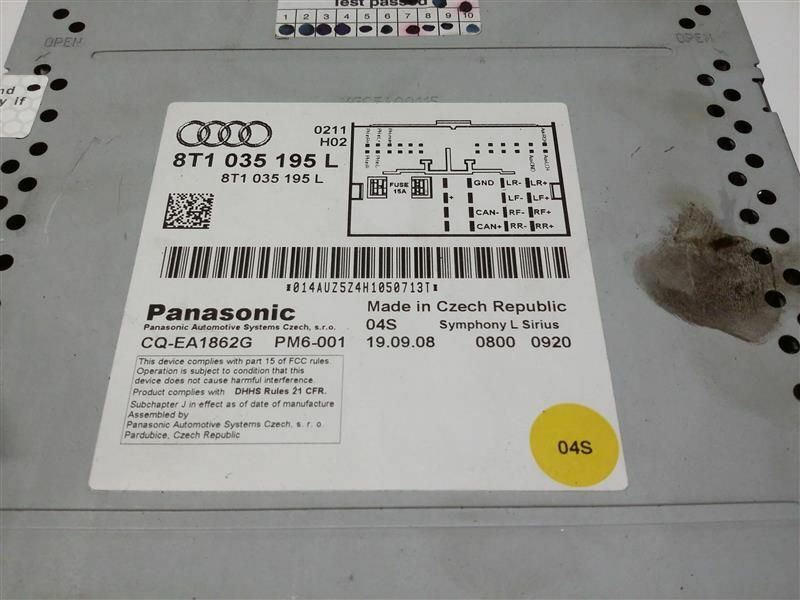 Test passed
1 2 3 4 5 6 7 8 9 10
OPEN
OPEN
nd
y if
0211
H02
8T1 035 195 L
8T1 035 195 L
FUSE
15A
GND LR- LR+
+ LF- LF+
CAN- RF- RF+
CAN+ RR- RR+
*014AUZ5Z4H1050713T*
Panasonic
Panasonic Automotive Systems Czech, s.r.o.
CQ-EA1862G PM6-001
Made in Czech Republic
04S Symphony L Sirius
19.09.08 0800 0920
This device complies with part 15 of FCC rules.
Operation is subject to condition that this
device does not cause harmful interference.
Product complies with DHHS Rules 21 CFR.
Subchapter J in effect as of date of manufacture
Assembled by
Panasonic Automotive Systems Czech, s. r. o.
Pardubice, Czech Republic
04S